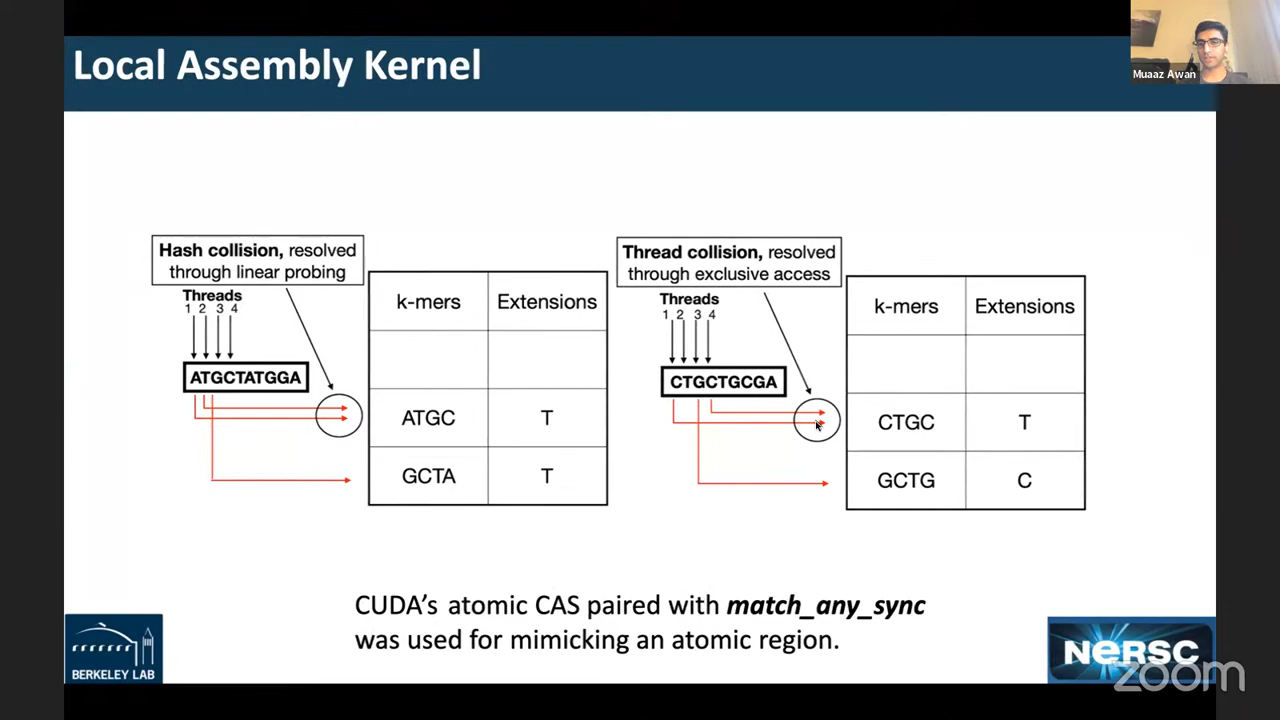 Local Assembly Kernel
Muaaz Awan
Hash collision, resolved
through linear probing
Threads
1 2 3 4
ATGCTATGGA
k-mers Extensions
ATGC T
GCTA T
Thread collision, resolved
through exclusive access
Threads
1 2 3 4
CTGCTGCGA
k-mers Extensions
CTGC T
GCTG C
CUDA’s atomic CAS paired with match_any_sync
was used for mimicking an atomic region.
BERKELEY LAB
NERSC
zoom